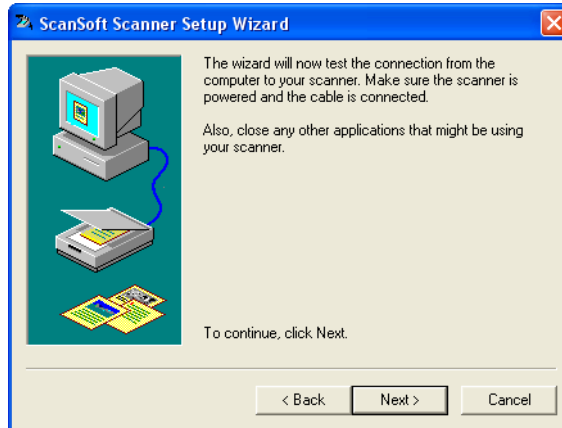 ScanSoft Scanner Setup Wizard
The wizard will now test the connection from the
computer to your scanner. Make sure the scanner is
powered and the cable is connected.
Also, close any other applications that might be using
your scanner.
To continue, click Next.
< Back
Next >
Cancel